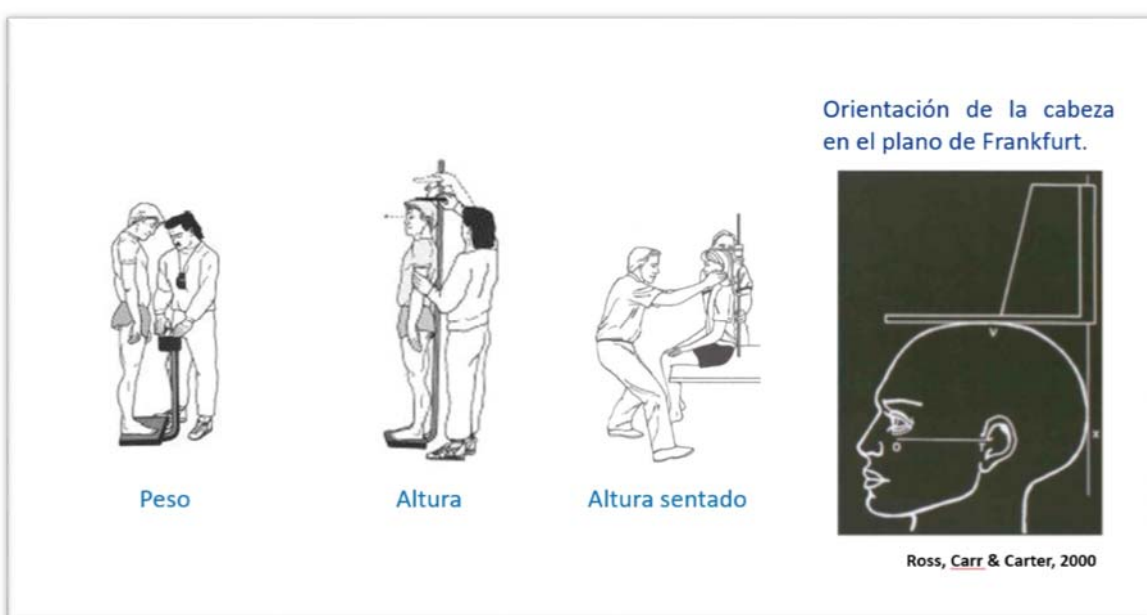 Orientación de la cabeza
en el plano de Frankfurt.
V
O
T
X
Peso
Altura
Altura sentado
Ross, Carr & Carter, 2000